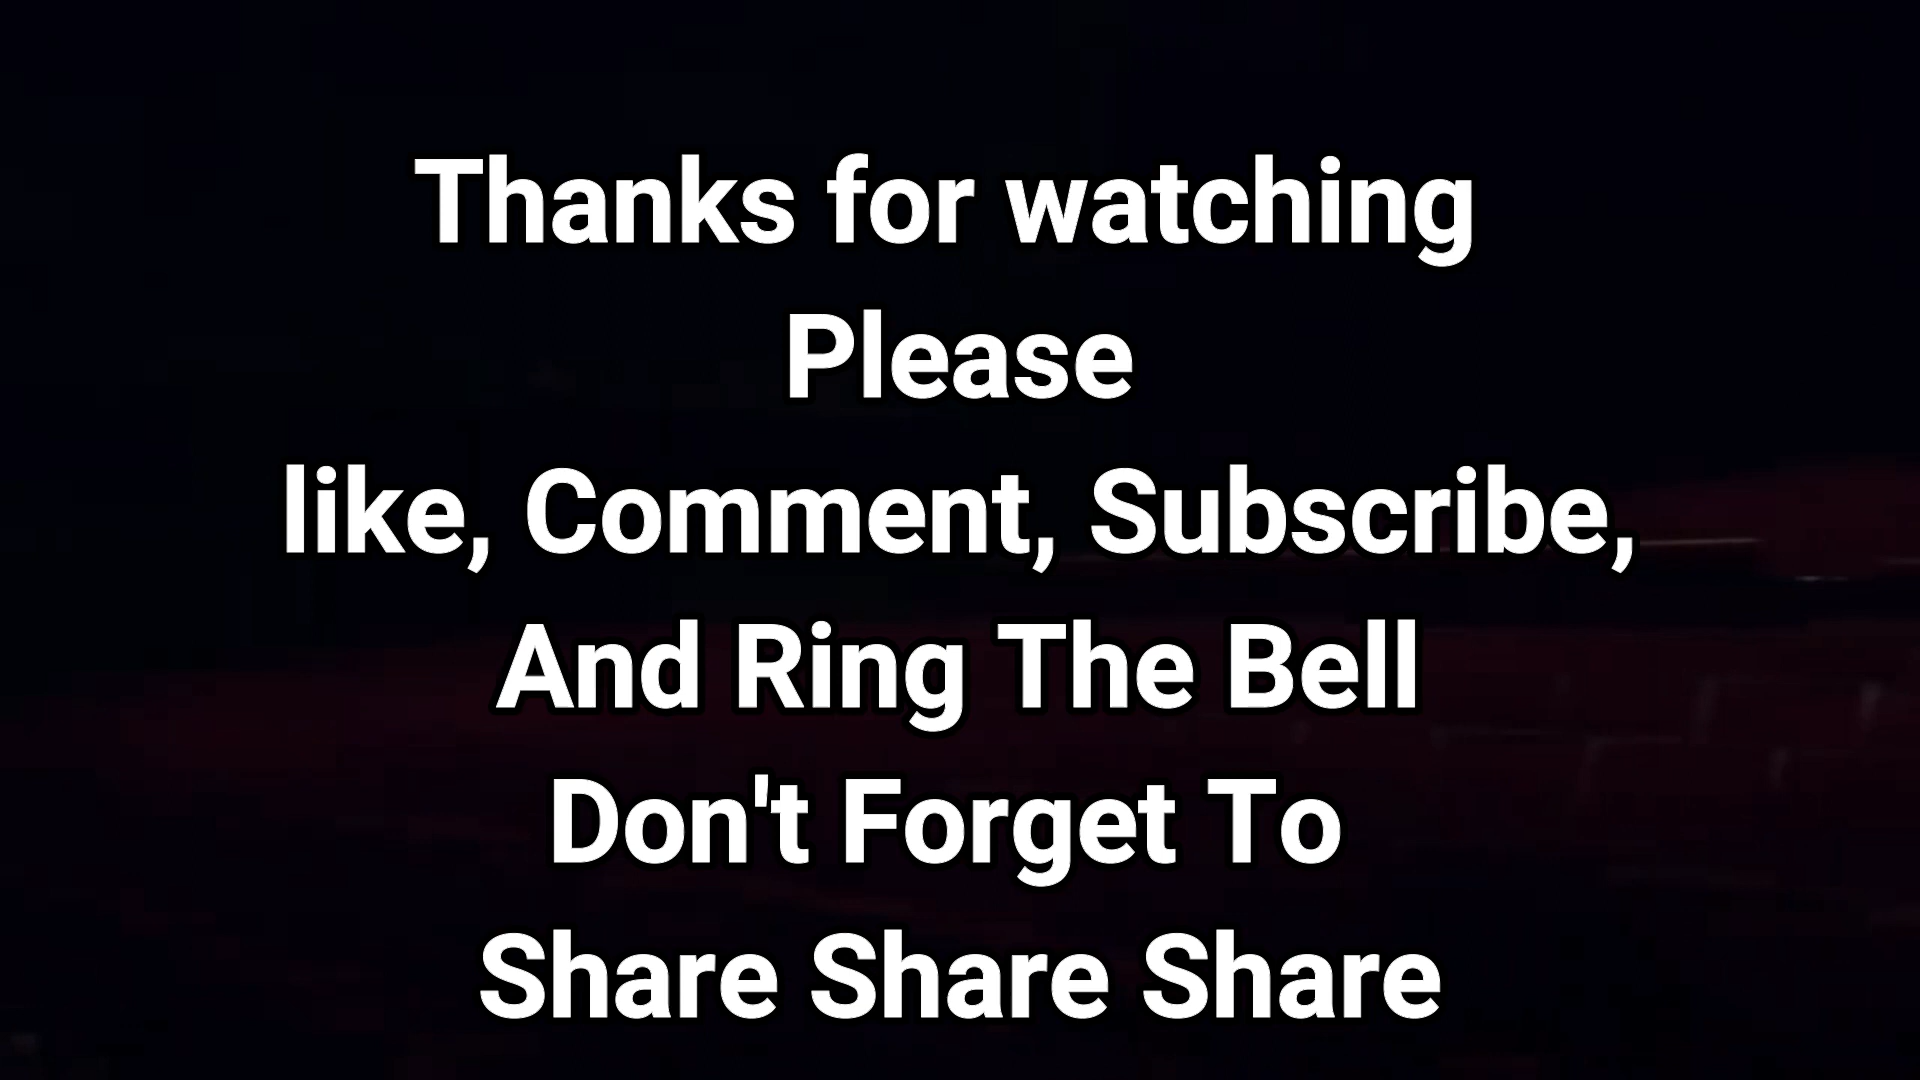 Thanks for watching
Please
like, Comment, Subscribe,
And Ring The Bell
Don't Forget To
Share Share Share